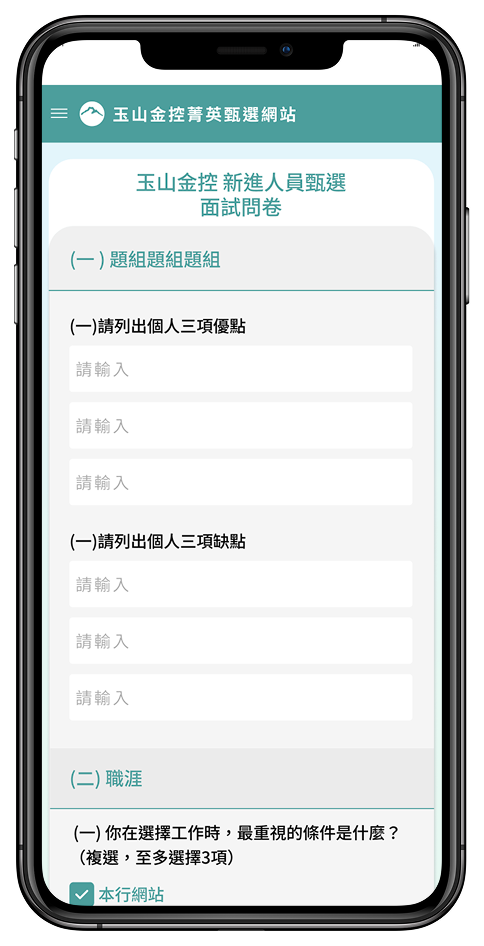 玉山金控菁英甄選網站
玉山金控 新進人員甄選
面試問卷
(一 ) 題組題組題組
(一)請列出個人三項優點
請輸入
請輸入
請輸入
(一)請列出個人三項缺點
請輸入
請輸入
請輸入
(二) 職涯
(一) 你在選擇工作時，最重視的條件是什麼？
（複選，至多選擇3項）
本行網站